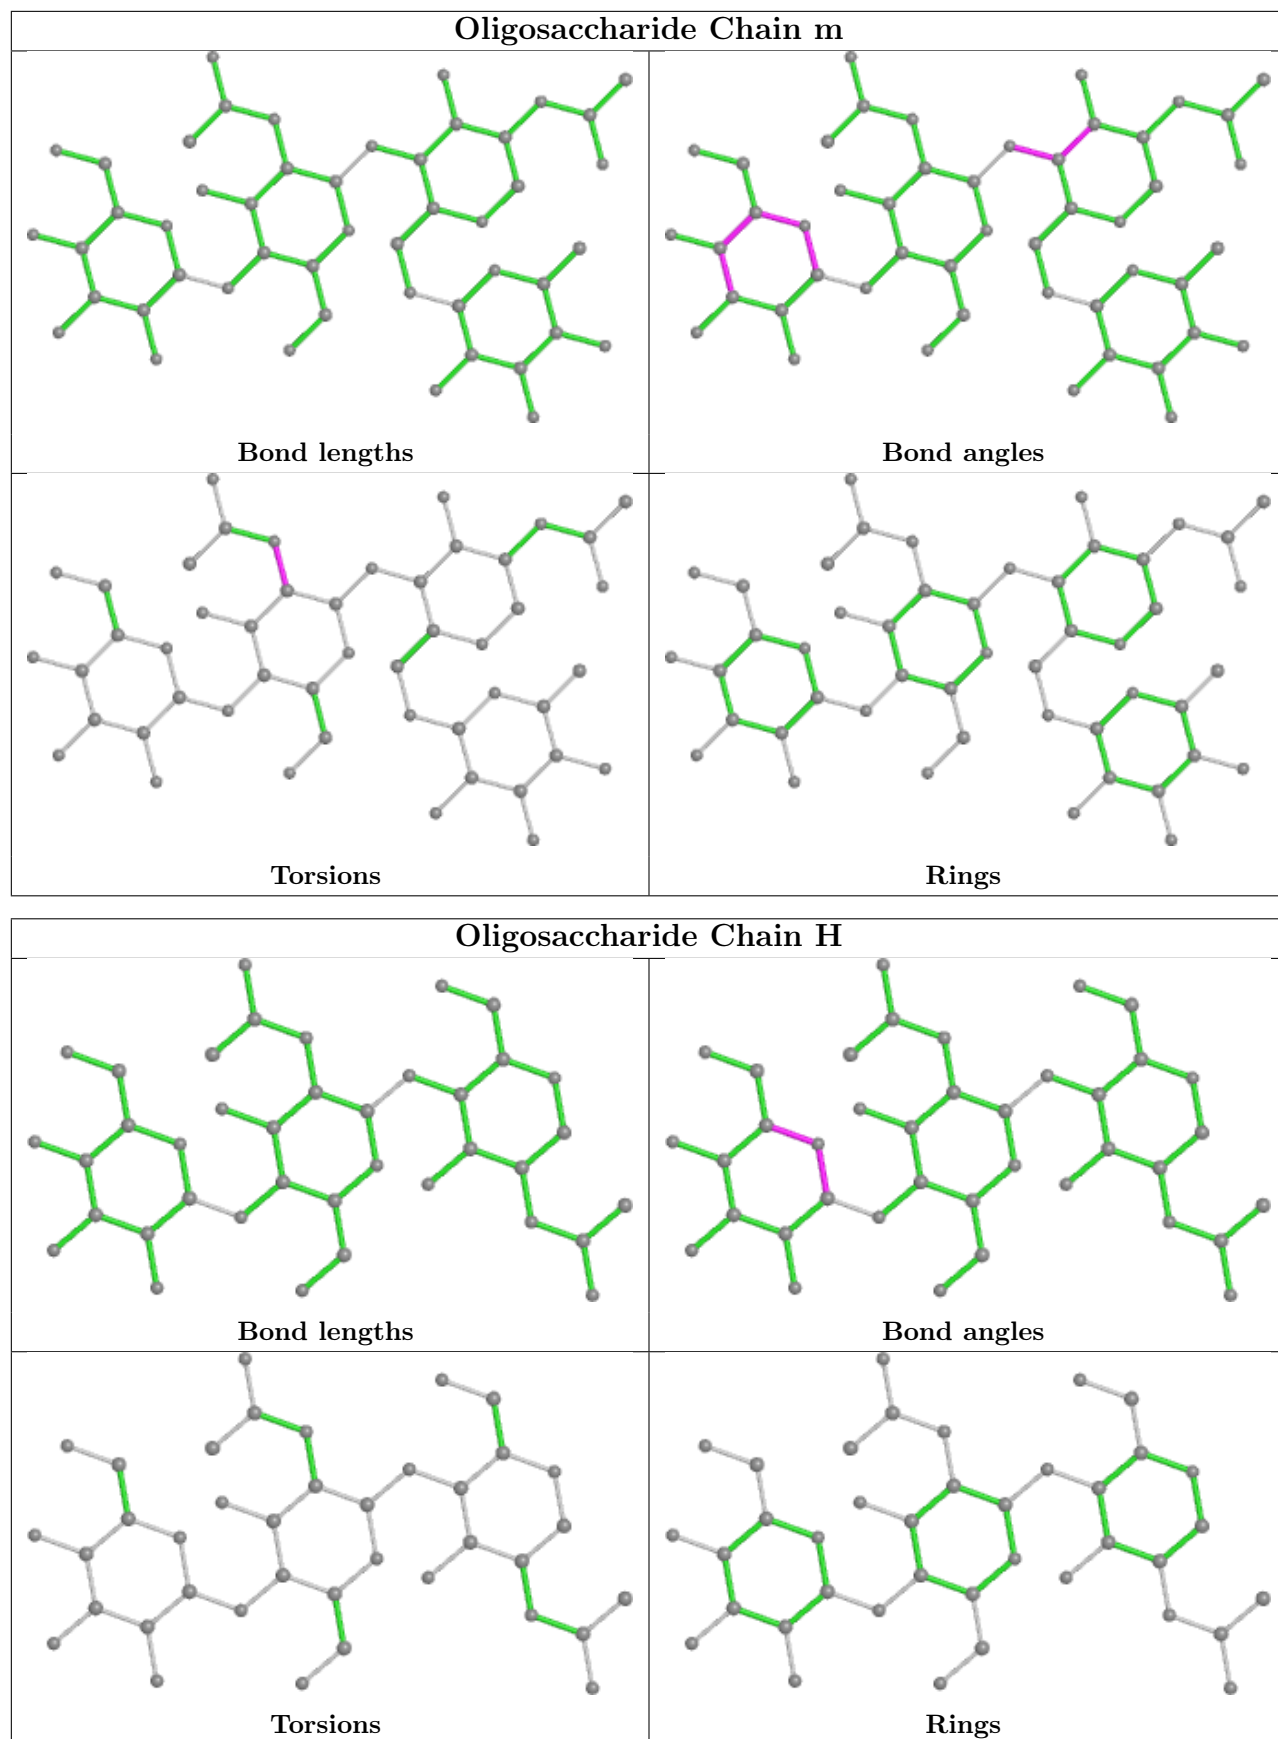 Oligosaccharide Chain m
Bond lengths
Bond angles
Torsions
Rings
Oligosaccharide Chain H
Bond lengths
Bond angles
Torsions
Rings